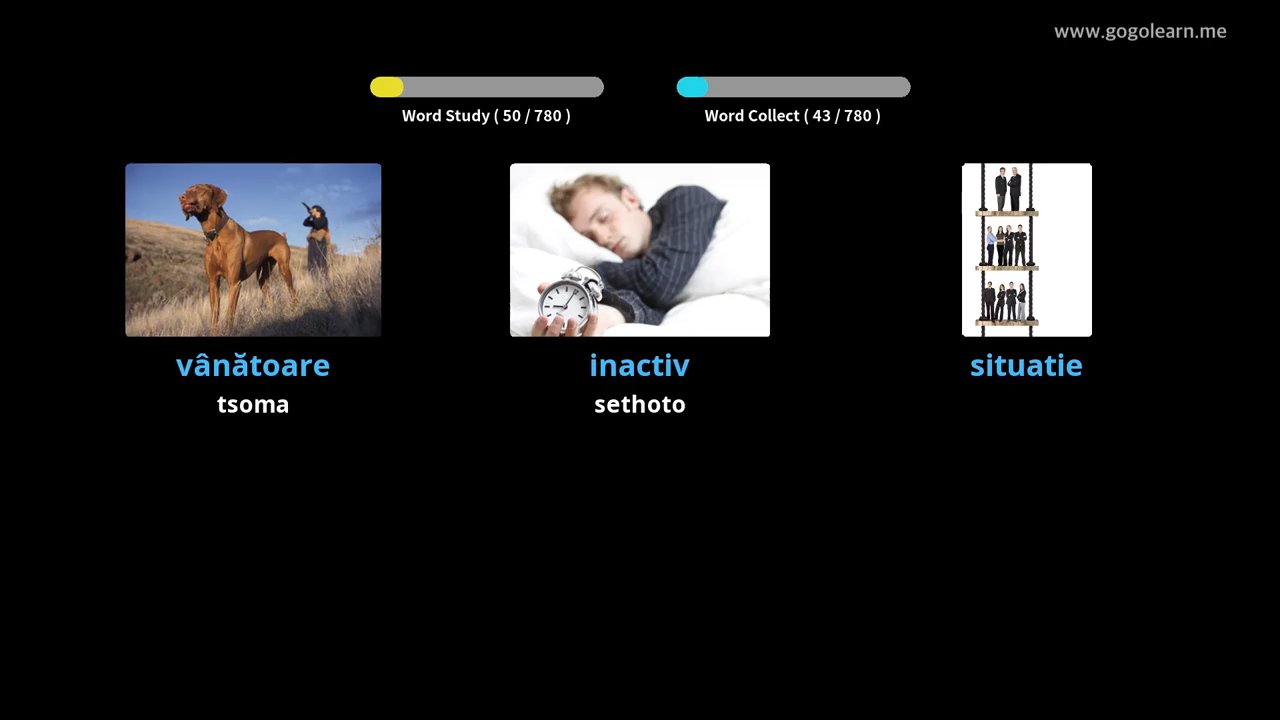 www.gogolearn.me
Word Study ( 50 / 780 )
Word Collect ( 43 / 780 )
vânătoare
tsoma
inactiv
sethoto
situatie